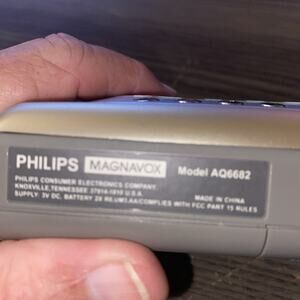 PHILIPS MAGNAVOX Model AQ6682
PHILIPS CONSUMER ELECTRONICS COMPANY
KNOXVILLE,TENNESSEE 37914-1810 U.S.A. MADE IN CHINA
SUPPLY: 3V DC, BATTERY 2X R6,UM3,AA/COMPLIES WITH FCC PART 15 RULES